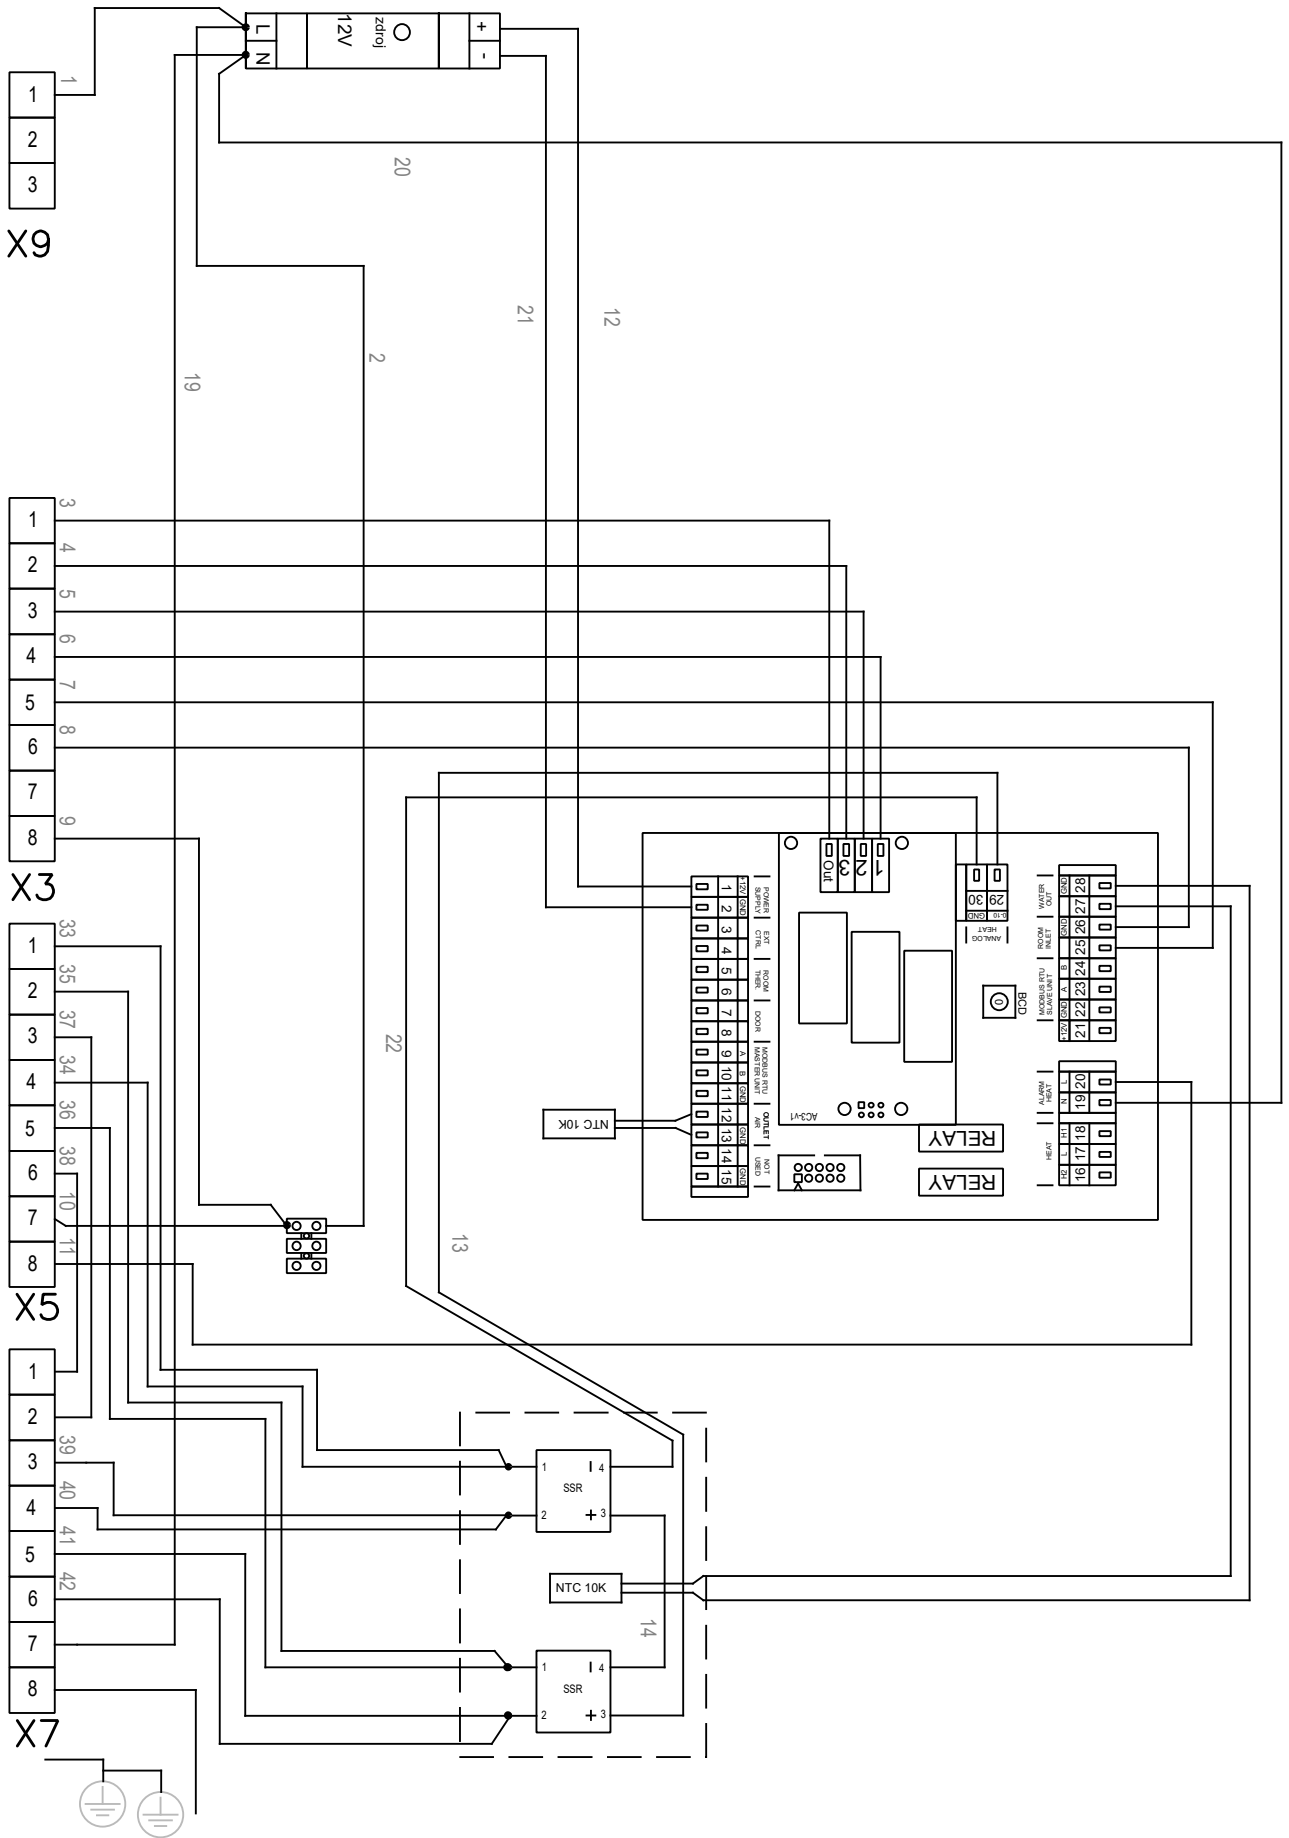 L
N
12V
zdroj
+
-
1
1
2
3
X9
20
21
12
2
19
3
4
5
6
7
8
9
1
2
3
4
5
6
7
8
X3
33
35
37
34
36
38
10
11
1
2
3
4
5
6
7
8
X5
39
40
41
42
1
2
3
4
5
6
7
8
X7
22
13
14
Out
3
2
1
30
29
GND
0-10
ANALOG
HEAT
BCD
0
AC3-v1
RELAY
RELAY
1 +12V
2 GND
3
4
5
6
7
8
9 A
10 B
11 GND
12
13 GND
14
15 GND
POWER
SUPPLY
EXT
CTRL
ROOM
THER.
DOOR
MODBUS RTU
MASTER UNIT
OUTLET
AIR
NOT
USED
NTC 10K
GND 28
27
GND 26
25
B 24
A 23
GND 22
+12V 21
WATER
OUT
ROOM
INLET
MODBUS RTU
SLAVE UNIT
L 20
N 19
H1 18
L 17
H2 16
ALARM
HEAT
HEAT
1
2
SSR
4
+ 3
NTC 10K
1
2
SSR
4
+ 3